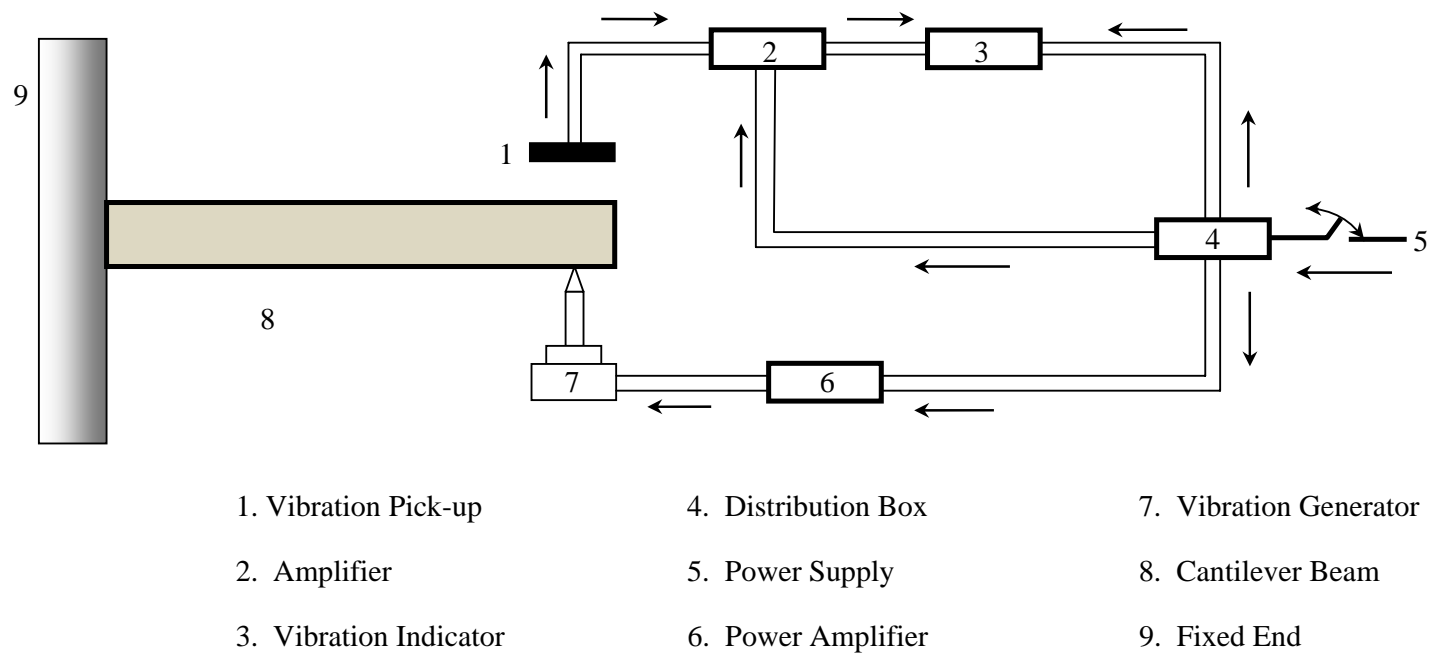 2
3
9
1
4
5
8
7
6
1. Vibration Pick-up
4. Distribution Box
7. Vibration Generator
2. Amplifier
5. Power Supply
8. Cantilever Beam
3. Vibration Indicator
6. Power Amplifier
9. Fixed End